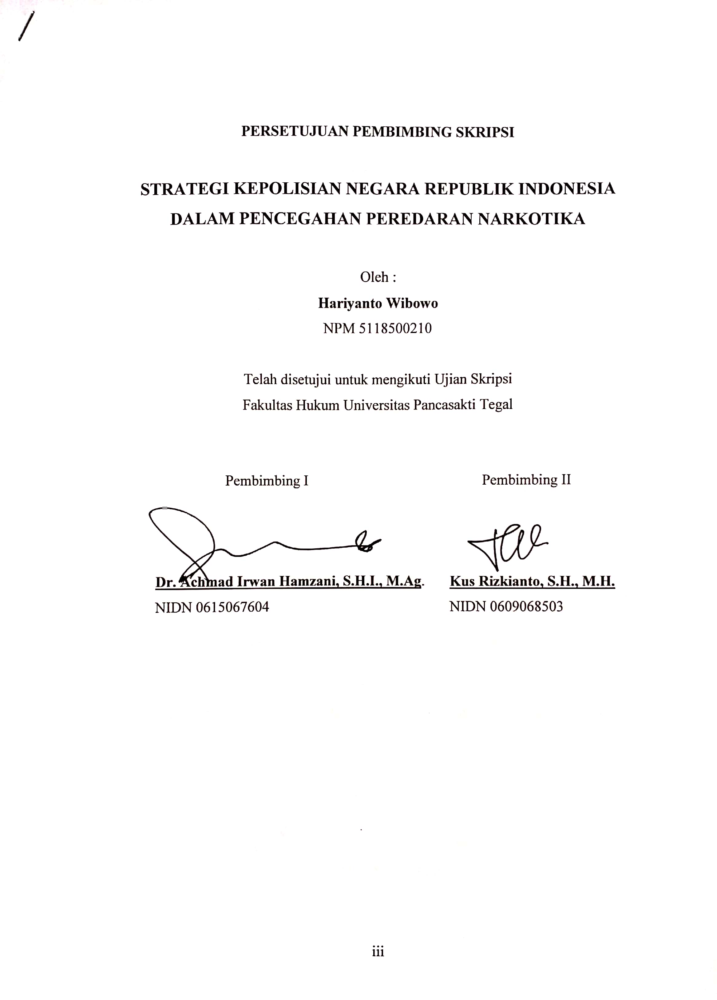 PERSETUJUAN PEMBIMBING SKRIPSI
STRATEGI KEPOLISIAN NEGARA REPUBLIK INDONESIA
DALAM PENCEGAHAN PEREDARAN NARKOTIKA
Oleh :
Hariyanto Wibowo
NPM 5118500210
Telah disetujui untuk mengikuti Ujian Skripsi
Fakultas Hukum Universitas Pancasakti Tegal
Pembimbing I
Pembimbing II
Dr. Achmad Irwan Hamzani, S.H.I., M.Ag.
Kus Rizkianto, S.H., M.H.
NIDN 0615067604
NIDN 0609068503
iii